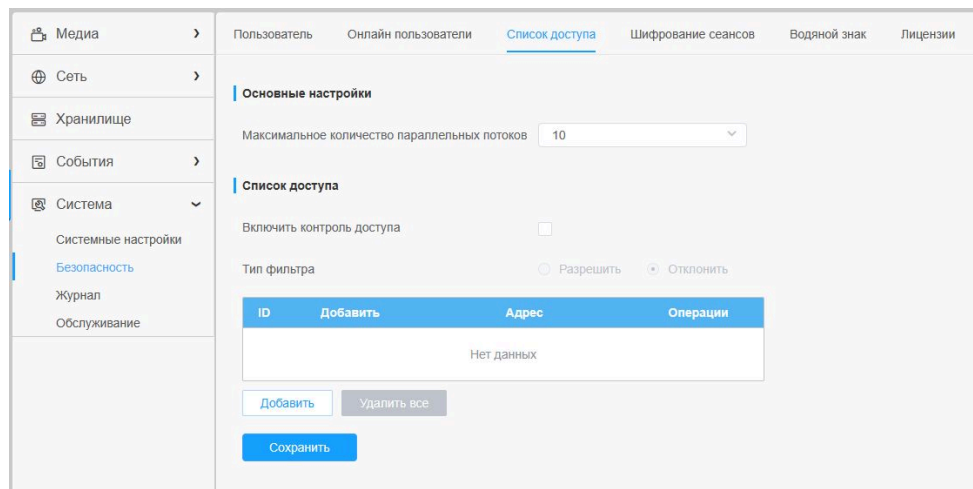 Медиа
Сеть
Хранилище
События
Система
Системные настройки
Безопасность
Журнал
Обслуживание
Пользователь Онлайн пользователи Список доступа Шифрование сеансов Водяной знак Лицензии
Основные настройки
Максимальное количество параллельных потоков 10
Список доступа
Включить контроль доступа
Тип фильтра Разрешить Отклонить
ID Добавить Адрес Операции
Нет данных
Добавить Удалить все
Сохранить